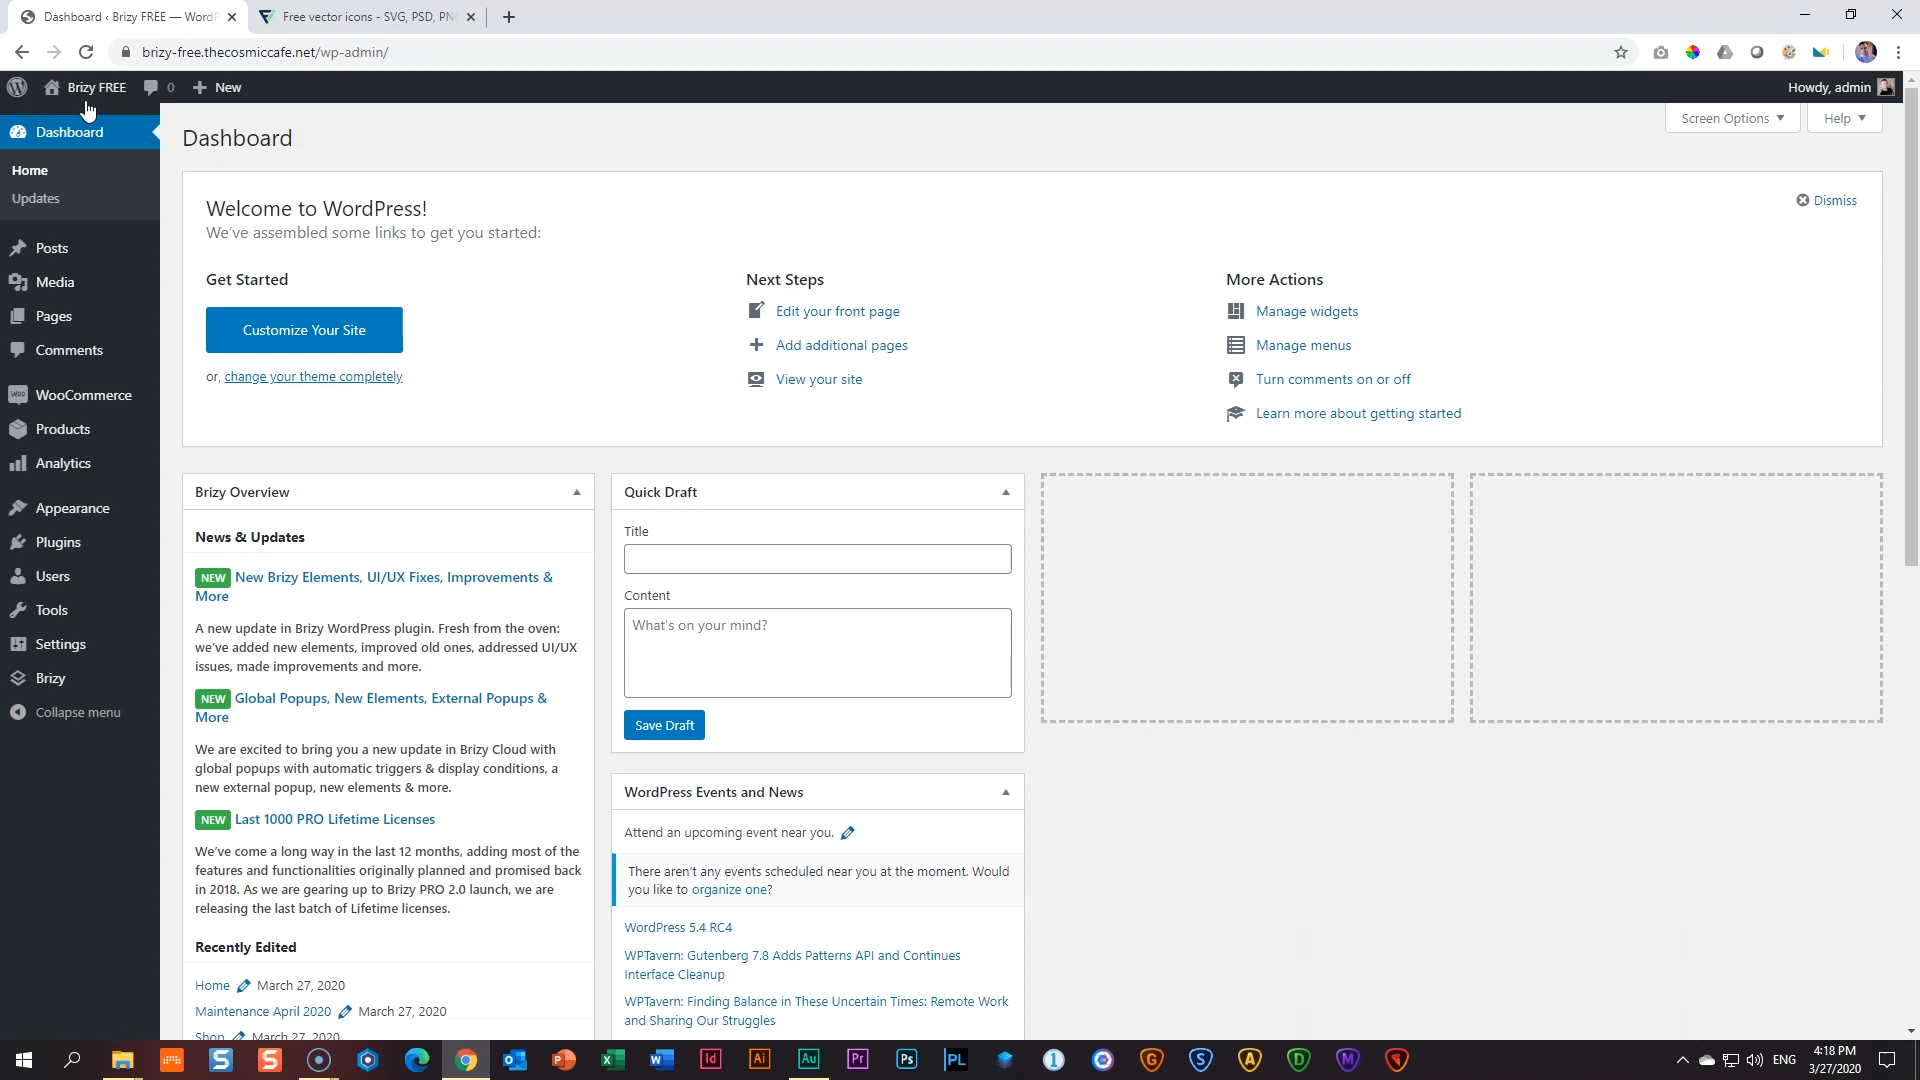 Dashboard ‹ Brizy FREE — WordP
Free vector icons - SVG, PSD, PN
brizy-free.thecosmiccafe.net/wp-admin/
Brizy FREE
0
New
Howdy, admin
Dashboard
Home
Updates
Posts
Media
Pages
Comments
WooCommerce
Products
Analytics
Appearance
Plugins
Users
Tools
Settings
Brizy
Collapse menu
Dashboard
Screen Options
Help
Welcome to WordPress!
We've assembled some links to get you started:
Dismiss
Get Started
Customize Your Site
or, change your theme completely
Next Steps
Edit your front page
Add additional pages
View your site
More Actions
Manage widgets
Manage menus
Turn comments on or off
Learn more about getting started
Brizy Overview
News & Updates
NEW New Brizy Elements, UI/UX Fixes, Improvements &
More
A new update in Brizy WordPress plugin. Fresh from the oven:
we've added new elements, improved old ones, addressed UI/UX
issues, made improvements and more.
NEW Global Popups, New Elements, External Popups &
More
We are excited to bring you a new update in Brizy Cloud with
global popups with automatic triggers & display conditions, a
new external popup, new elements & more.
NEW Last 1000 PRO Lifetime Licenses
We've come a long way in the last 12 months, adding most of the
features and functionalities originally planned and promised back
in 2018. As we are gearing up to Brizy PRO 2.0 launch, we are
releasing the last batch of Lifetime licenses.
Recently Edited
Home March 27, 2020
Maintenance April 2020 March 27, 2020
Shop March 27, 2020
Quick Draft
Title
Content
What's on your mind?
Save Draft
WordPress Events and News
Attend an upcoming event near you.
There aren't any events scheduled near you at the moment. Would
you like to organize one?
WordPress 5.4 RC4
WPTavern: Gutenberg 7.8 Adds Patterns API and Continues
Interface Cleanup
WPTavern: Finding Balance in These Uncertain Times: Remote Work
and Sharing Our Struggles
ENG
4:18 PM
3/27/2020